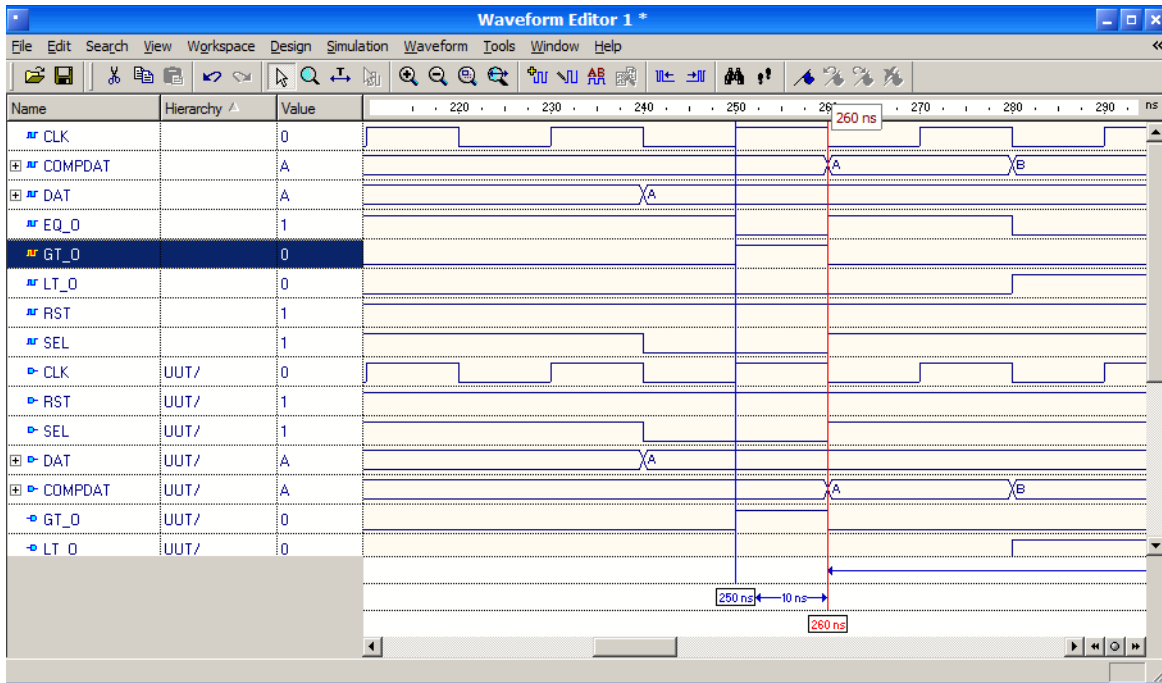 Waveform Editor 1 *
File Edit Search View Workspace Design Simulation Waveform Tools Window Help
Name Hierarchy Value 220 230 240 250 260 ns 270 280 290 ns
CLK 0
COMPDAT A A B
DAT A A
EQ_O 1
GT_O 0
LT_O 0
RST 1
SEL 1
CLK UUT/ 0
RST UUT/ 1
SEL UUT/ 1
DAT UUT/ A A
COMPDAT UUT/ A A B
GT_O UUT/ 0
LT_O UUT/ 0
250 ns 10 ns
260 ns